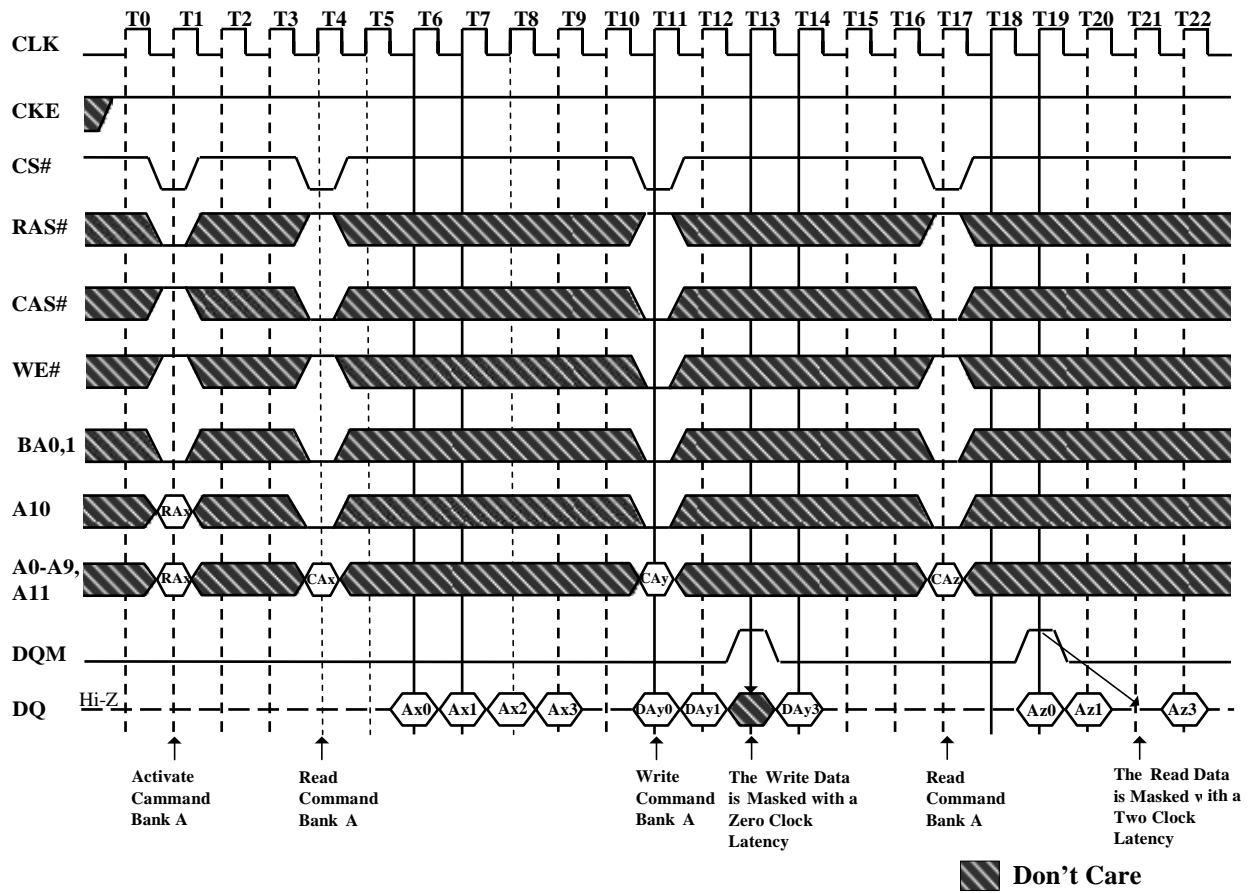 T0 T1 T2 T3 T4 T5 T6 T7 T8 T9 T10 T11 T12 T13 T14 T15 T16 T17 T18 T19 T20 T21 T22
CLK
CKE
CS#
RAS#
CAS#
WE#
BA0,1
A10
RAx
A0-A9,
A11
RAx CAx CAy CAz
DQM
Hi-Z
DQ
Ax0 Ax1 Ax2 Ax3 DAy0 DAy1 DAy3 Az0 Az1 Az3
Activate
Cammand
Bank A
Read
Command
Bank A
Write
Command
Bank A
The Write Data
is Masked with a
Zero Clock
Latency
Read
Command
Bank A
The Read Data
is Masked with a
Two Clock
Latency
Don't Care